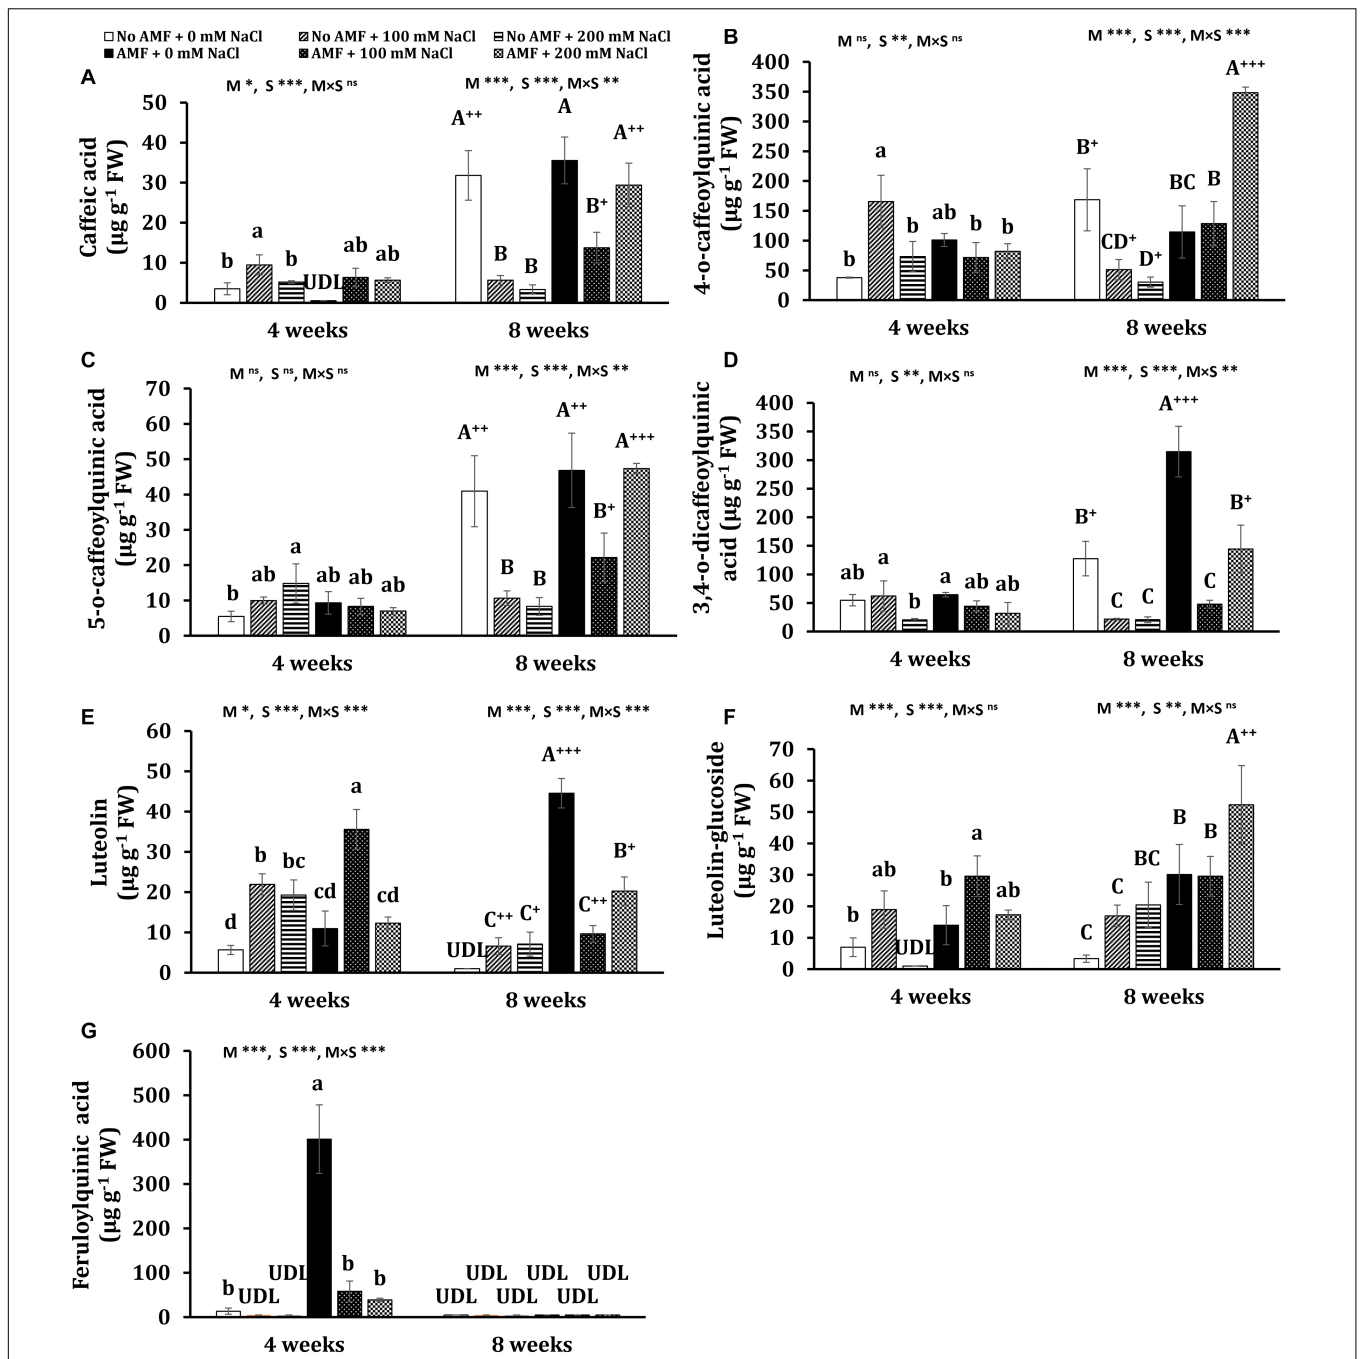 No AMF + 0 mM NaCl No AMF + 100 mM NaCl No AMF + 200 mM NaCl
AMF + 0 mM NaCl AMF + 100 mM NaCl AMF + 200 mM NaCl
A
M *, S ***, M×S ns
M ***, S ***, M×S **
Caffeic acid
(µg g-1 FW)
50
40
30
20
10
0
b a b UDL ab ab
A++ B B A B+ A++
4 weeks 8 weeks
B
M ns, S **, M×S ns
M ***, S ***, M×S ***
4-o-caffeoylquinic acid
(µg g-1 FW)
400
350
300
250
200
150
100
50
0
b a b ab b b
B+ CD+ D+ BC B A+++
4 weeks 8 weeks
C
M ns, S ns, M×S ns
M ***, S ***, M×S **
5-o-caffeoylquinic acid
(µg g-1 FW)
70
60
50
40
30
20
10
0
b ab a ab ab ab
A++ B B A++ B+ A+++
4 weeks 8 weeks
D
M ns, S **, M×S ns
M ***, S ***, M×S **
3,4-o-dicaffeoylquinic
acid (µg g-1 FW)
400
350
300
250
200
150
100
50
0
ab a b a ab ab
B+ C C A+++ C B+
4 weeks 8 weeks
E
M *, S ***, M×S ***
M ***, S ***, M×S ***
Luteolin
(µg g-1 FW)
60
50
40
30
20
10
0
d b bc cd a cd
UDL C++ C+ A+++ C++ B+
4 weeks 8 weeks
F
M ***, S ***, M×S ns
M ***, S **, M×S ns
Luteolin-glucoside
(µg g-1 FW)
70
60
50
40
30
20
10
0
b ab UDL b a ab
C C BC B B A++
4 weeks 8 weeks
G
M ***, S ***, M×S ***
Feruloylquinic acid
(µg g-1 FW)
600
500
400
300
200
100
0
b UDL UDL a b b
UDL UDL UDL UDL UDL UDL
4 weeks 8 weeks